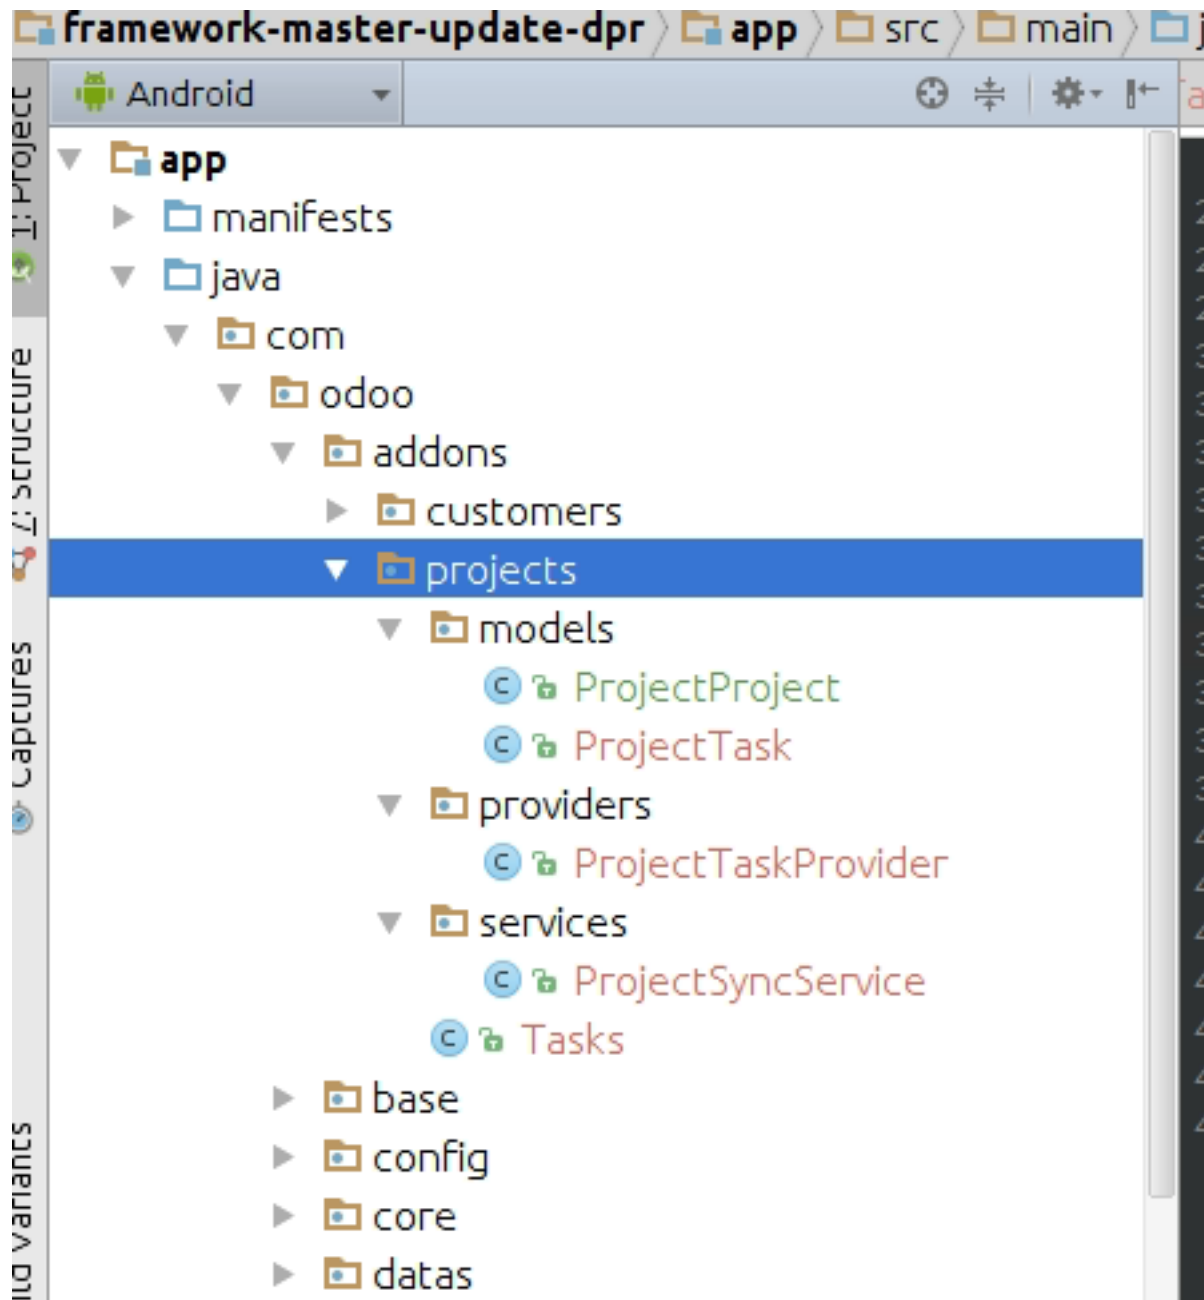 framework-master-update-dpr app src main j
Android
1: Project
7: Structure
Captures
app
manifests
java
com
odoo
addons
customers
projects
models
ProjectProject
ProjectTask
providers
ProjectTaskProvider
services
ProjectSyncService
Tasks
base
config
core
datas